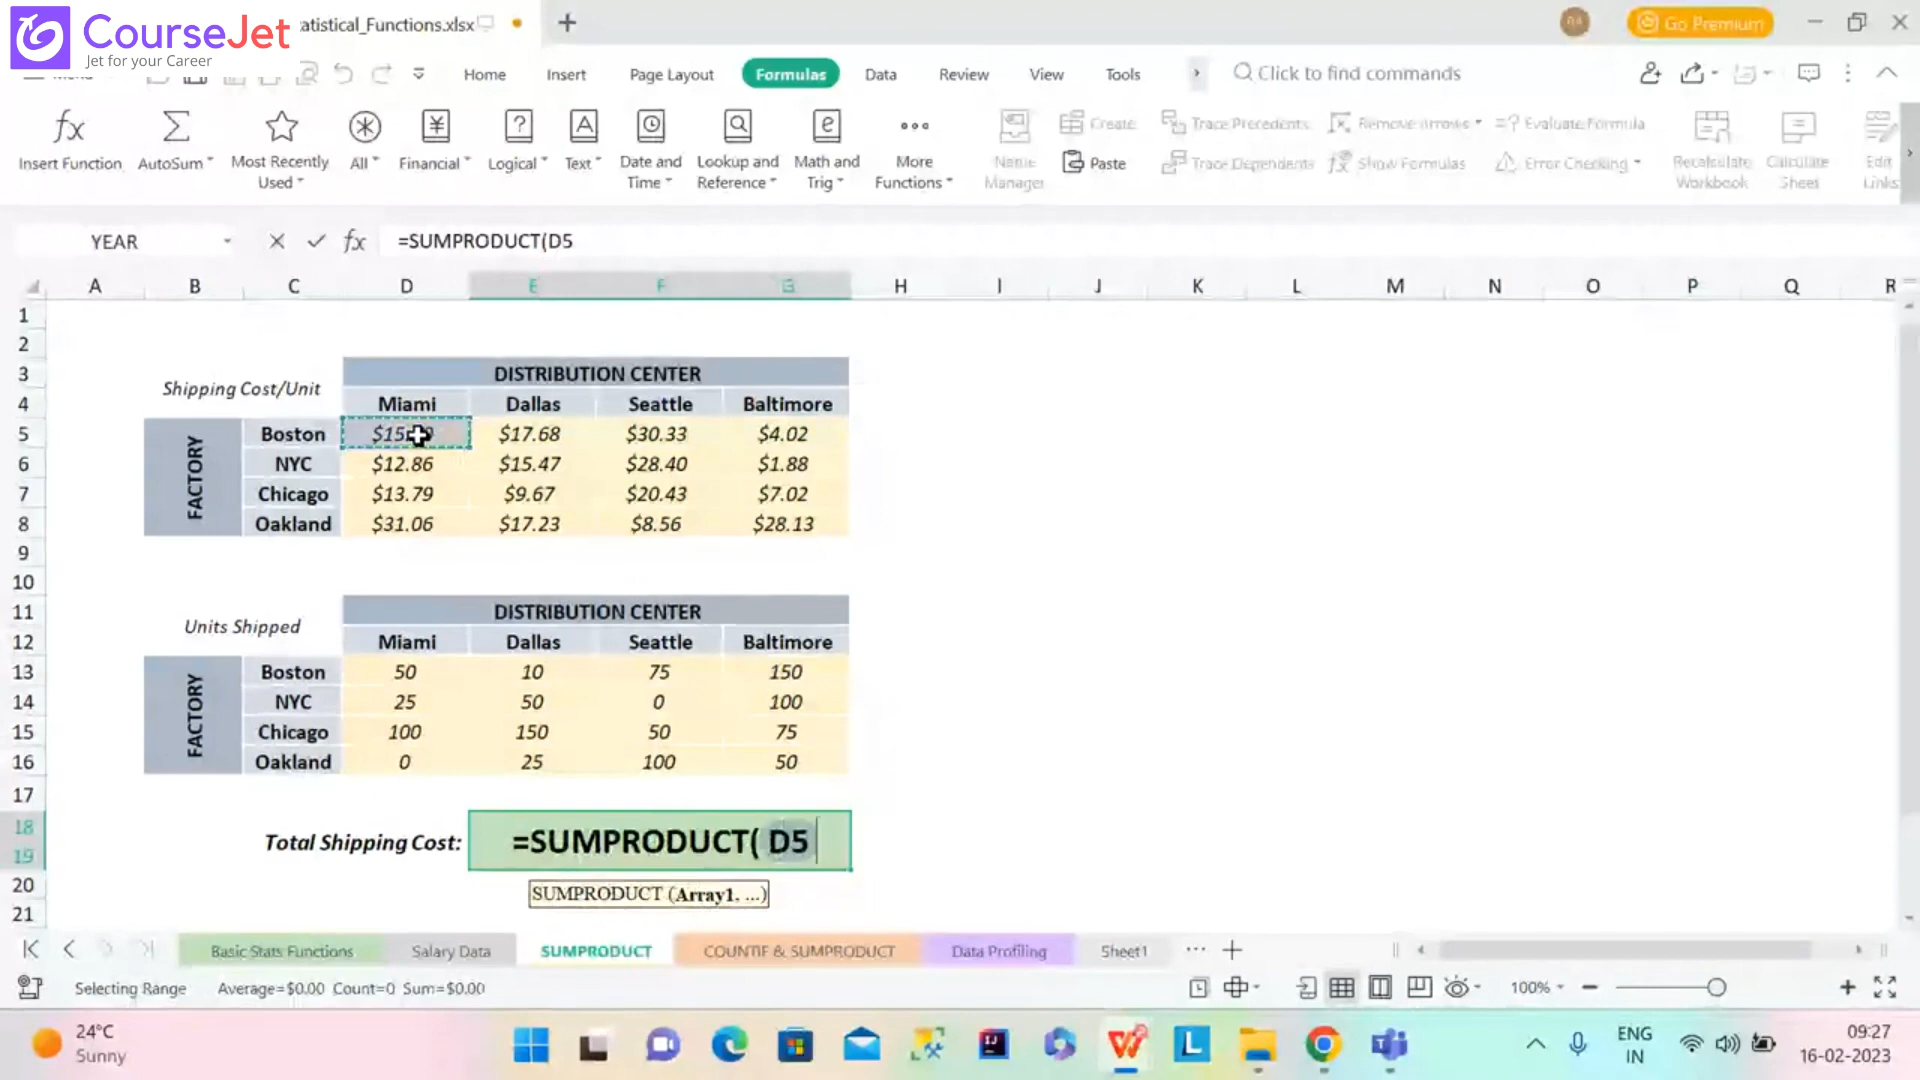 CourseJet
Jet for your Career
atistical_Functions.xlsx
Go Premium
Home Insert Page Layout Formulas Data Review View Tools Click to find commands
Insert Function AutoSum Most Recently Used All Financial Logical Text Date and Time Lookup and Reference Math and Trig More Functions Name Manager Create Paste Trace Precedents Trace Dependents Remove Arrows Show Formulas =? Evaluate Formula Error Checking Recalculate Workbook Calculate Sheet Edit Links
YEAR fx =SUMPRODUCT(D5
A B C D E F G H I J K L M N O P Q R
1
2
3 DISTRIBUTION CENTER
Shipping Cost/Unit
4 Miami Dallas Seattle Baltimore
FACTORY
5 Boston $17.68 $30.33 $4.02
6 NYC $12.86 $15.47 $28.40 $1.88
7 Chicago $13.79 $9.67 $20.43 $7.02
8 Oakland $31.06 $17.23 $8.56 $28.13
9
10
11 DISTRIBUTION CENTER
Units Shipped
12 Miami Dallas Seattle Baltimore
FACTORY
13 Boston 50 10 75 150
14 NYC 25 50 0 100
15 Chicago 100 150 50 75
16 Oakland 0 25 100 50
17
18
Total Shipping Cost: =SUMPRODUCT( D5
19
20 SUMPRODUCT (Array1, ...)
21
Basic Stats Functions Salary Data SUMPRODUCT COUNTIF & SUMPRODUCT Data Profiling Sheet1 ...
Selecting Range Average=$0.00 Count=0 Sum=$0.00 100%
24°C
Sunny
ENG
IN
09:27
16-02-2023